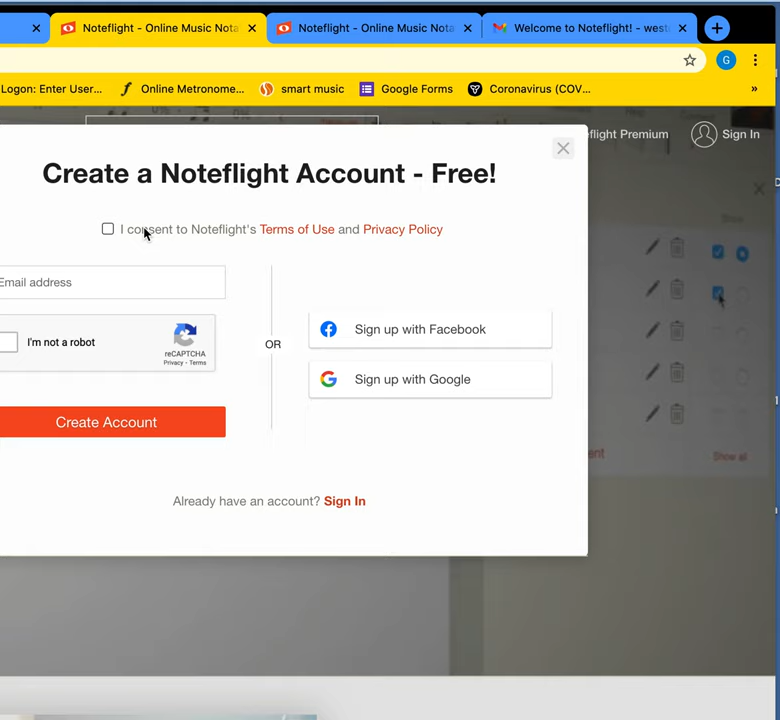 Noteflight - Online Music Nota
Noteflight - Online Music Nota
Welcome to Noteflight! - west
G
Logon: Enter User...
Online Metronome...
smart music
Google Forms
Coronavirus (COV...
»
eflight Premium
Sign In
Create a Noteflight Account - Free!
I consent to Noteflight's Terms of Use and Privacy Policy
Email address
I'm not a robot
reCAPTCHA
Privacy - Terms
OR
Sign up with Facebook
Sign up with Google
Create Account
Already have an account? Sign In
Show
ent
Show all